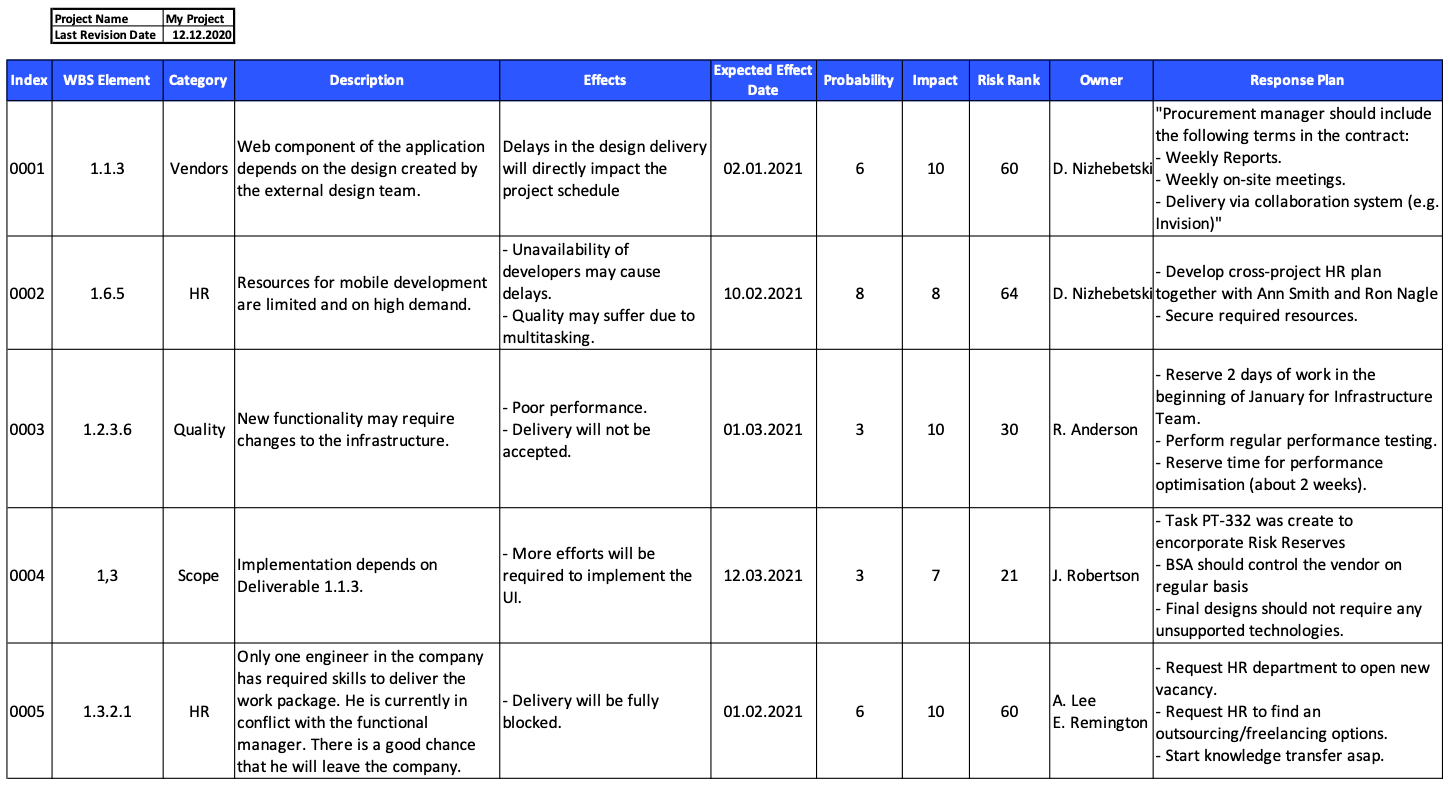 Project Name My Project
Last Revision Date 12.12.2020
Index WBS Element Category Description Effects Expected Effect Date Probability Impact Risk Rank Owner Response Plan
0001
1.1.3
Vendors
Web component of the application
depends on the design created by
the external design team.
Delays in the design delivery
will directly impact the
project schedule
02.01.2021
6
10
60
D. Nizhebetski
"Procurement manager should include
the following terms in the contract:
- Weekly Reports.
- Weekly on-site meetings.
- Delivery via collaboration system (e.g.
Invision)"
0002
1.6.5
HR
Resources for mobile development
are limited and on high demand.
- Unavailability of
developers may cause
delays.
- Quality may suffer due to
multitasking.
10.02.2021
8
8
64
D. Nizhebetski
- Develop cross-project HR plan
together with Ann Smith and Ron Nagle
- Secure required resources.
0003
1.2.3.6
Quality
New functionality may require
changes to the infrastructure.
- Poor performance.
- Delivery will not be
accepted.
01.03.2021
3
10
30
R. Anderson
- Reserve 2 days of work in the
beginning of January for Infrastructure
Team.
- Perform regular performance testing.
- Reserve time for performance
optimisation (about 2 weeks).
0004
1,3
Scope
Implementation depends on
Deliverable 1.1.3.
- More efforts will be
required to implement the
UI.
12.03.2021
3
7
21
J. Robertson
- Task PT-332 was create to
encorporate Risk Reserves
- BSA should control the vendor on
regular basis
- Final designs should not require any
unsupported technologies.
0005
1.3.2.1
HR
Only one engineer in the company
has required skills to deliver the
work package. He is currently in
conflict with the functional
manager. There is a good chance
that he will leave the company.
- Delivery will be fully
blocked.
01.02.2021
6
10
60
A. Lee
E. Remington
- Request HR department to open new
vacancy.
- Request HR to find an
outsourcing/freelancing options.
- Start knowledge transfer asap.